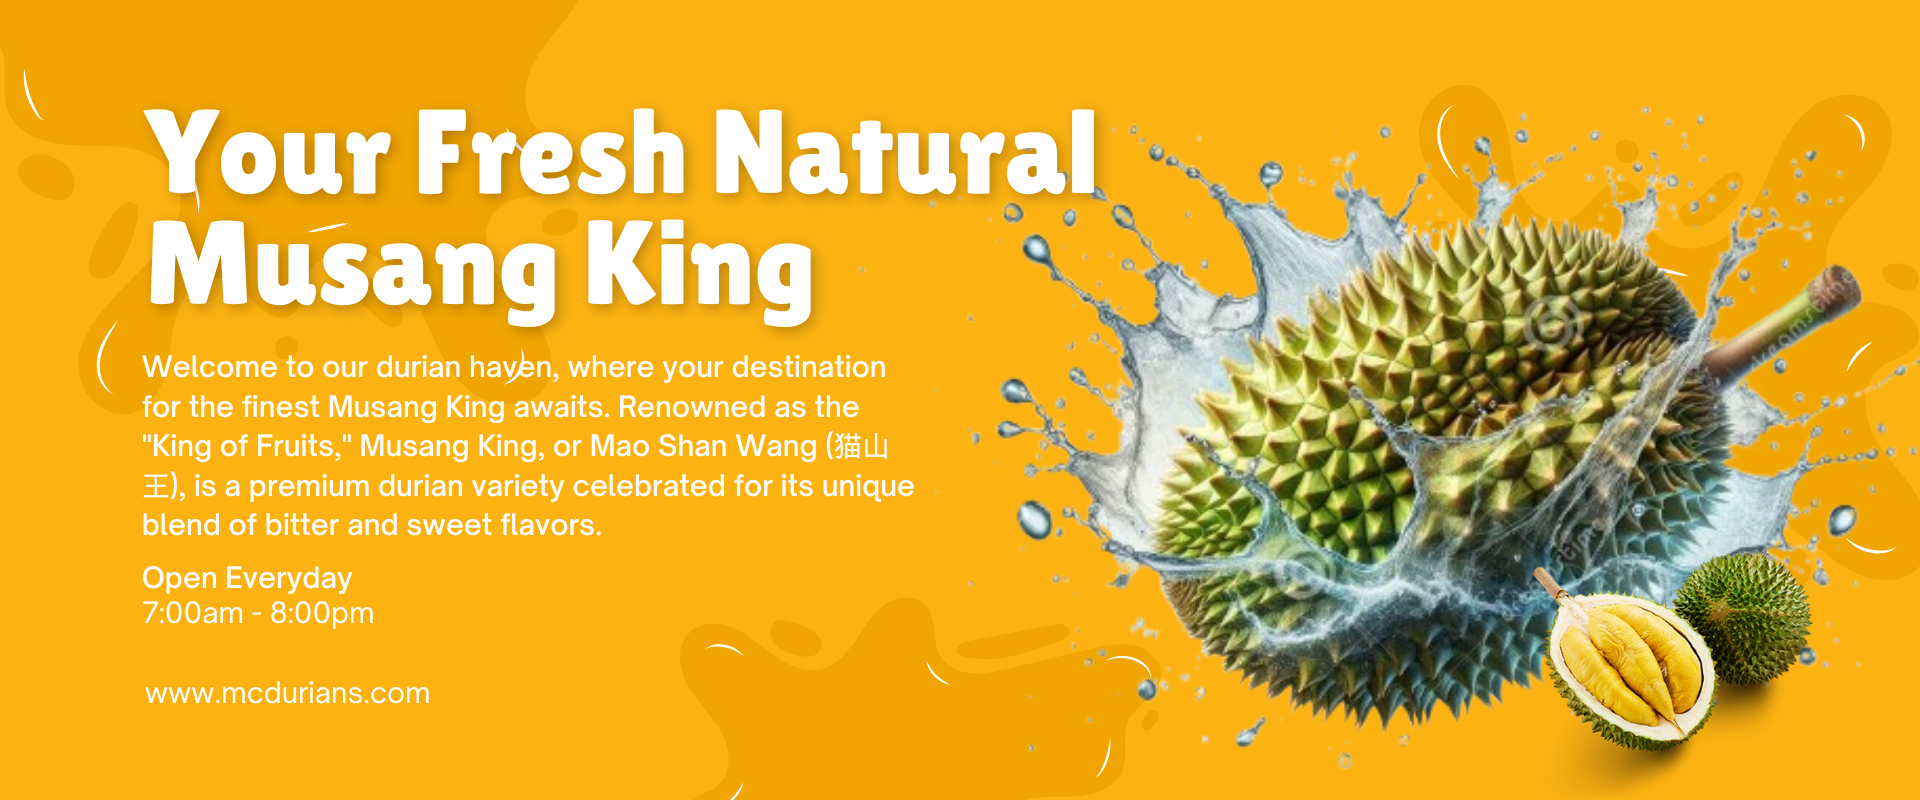 Your Fresh Natural
Musang King
Welcome to our durian haven, where your destination
for the finest Musang King awaits. Renowned as the
"King of Fruits," Musang King, or Mao Shan Wang (猫山
王), is a premium durian variety celebrated for its unique
blend of bitter and sweet flavors.
Open Everyday
7:00am - 8:00pm
www.mcdurians.com